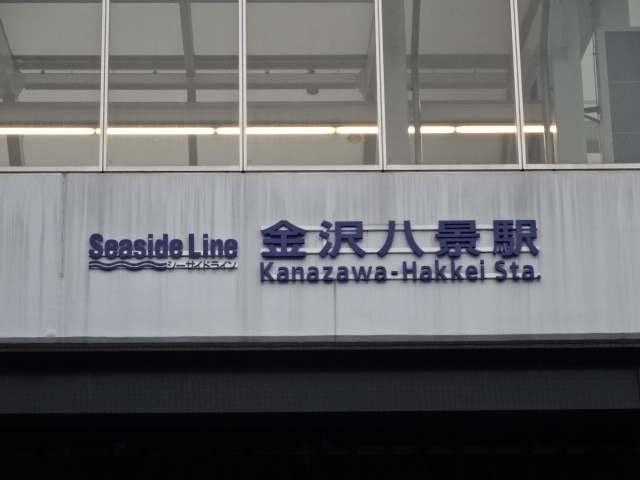 Seaside Line
シーサイドライン
金沢八景駅
Kanazawa-Hakkei Sta.